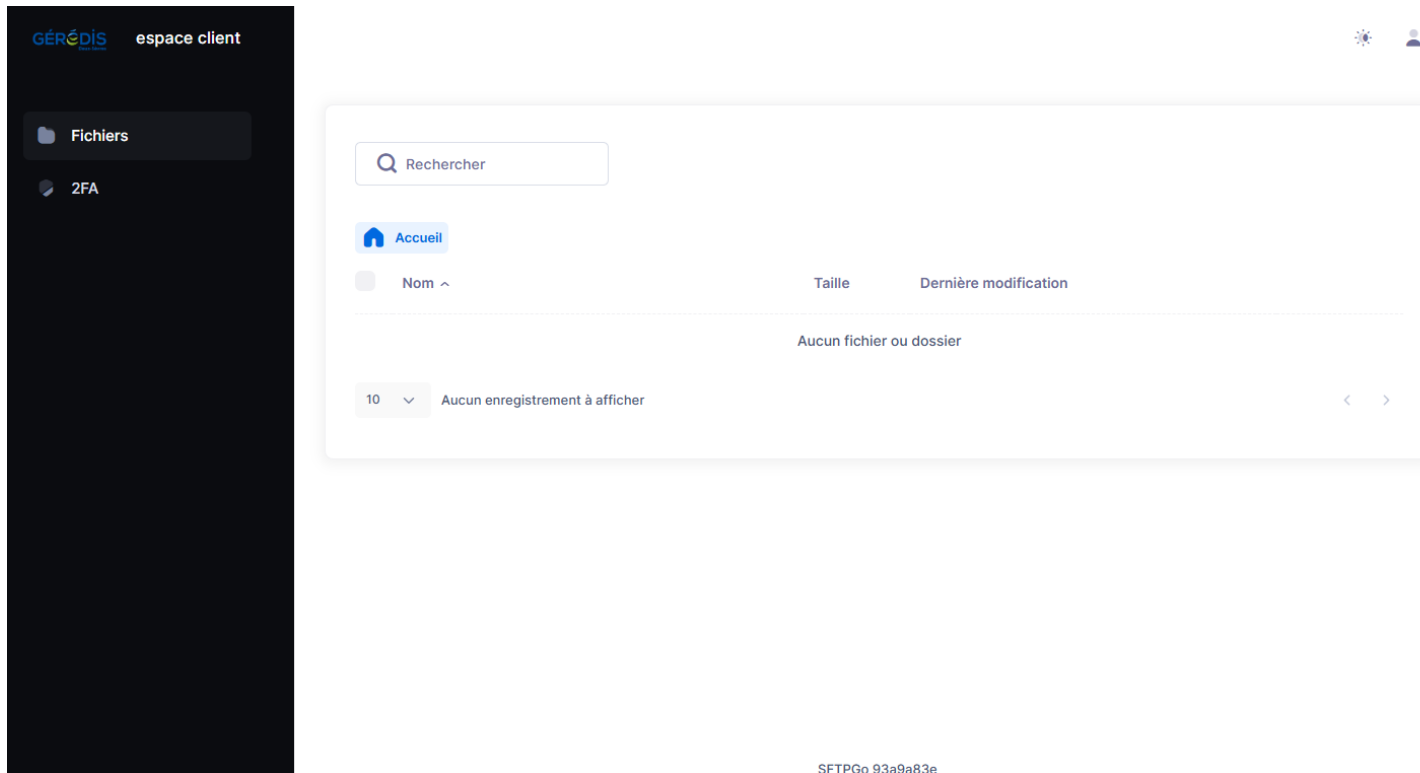 GÉRÉDIS espace client
Fichiers
2FA
Rechercher
Accueil
Nom Taille Dernière modification
Aucun fichier ou dossier
10 Aucun enregistrement à afficher
SFTPGo 93a9a83e